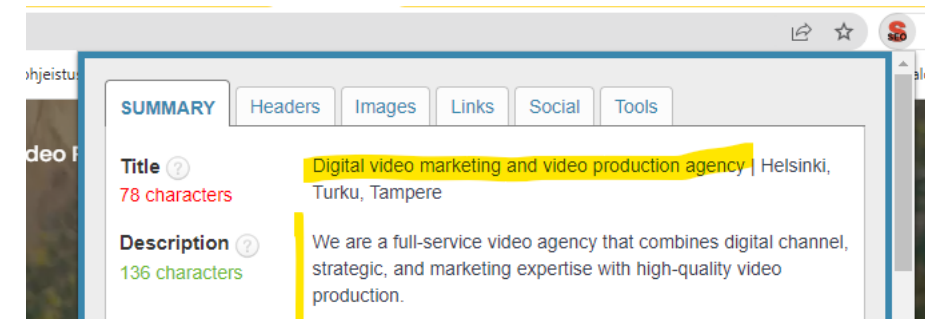 SEO
ohjeistu
SUMMARY Headers Images Links Social Tools
deo
Title ?
78 characters
Digital video marketing and video production agency | Helsinki,
Turku, Tampere
Description ?
136 characters
We are a full-service video agency that combines digital channel,
strategic, and marketing expertise with high-quality video
production.